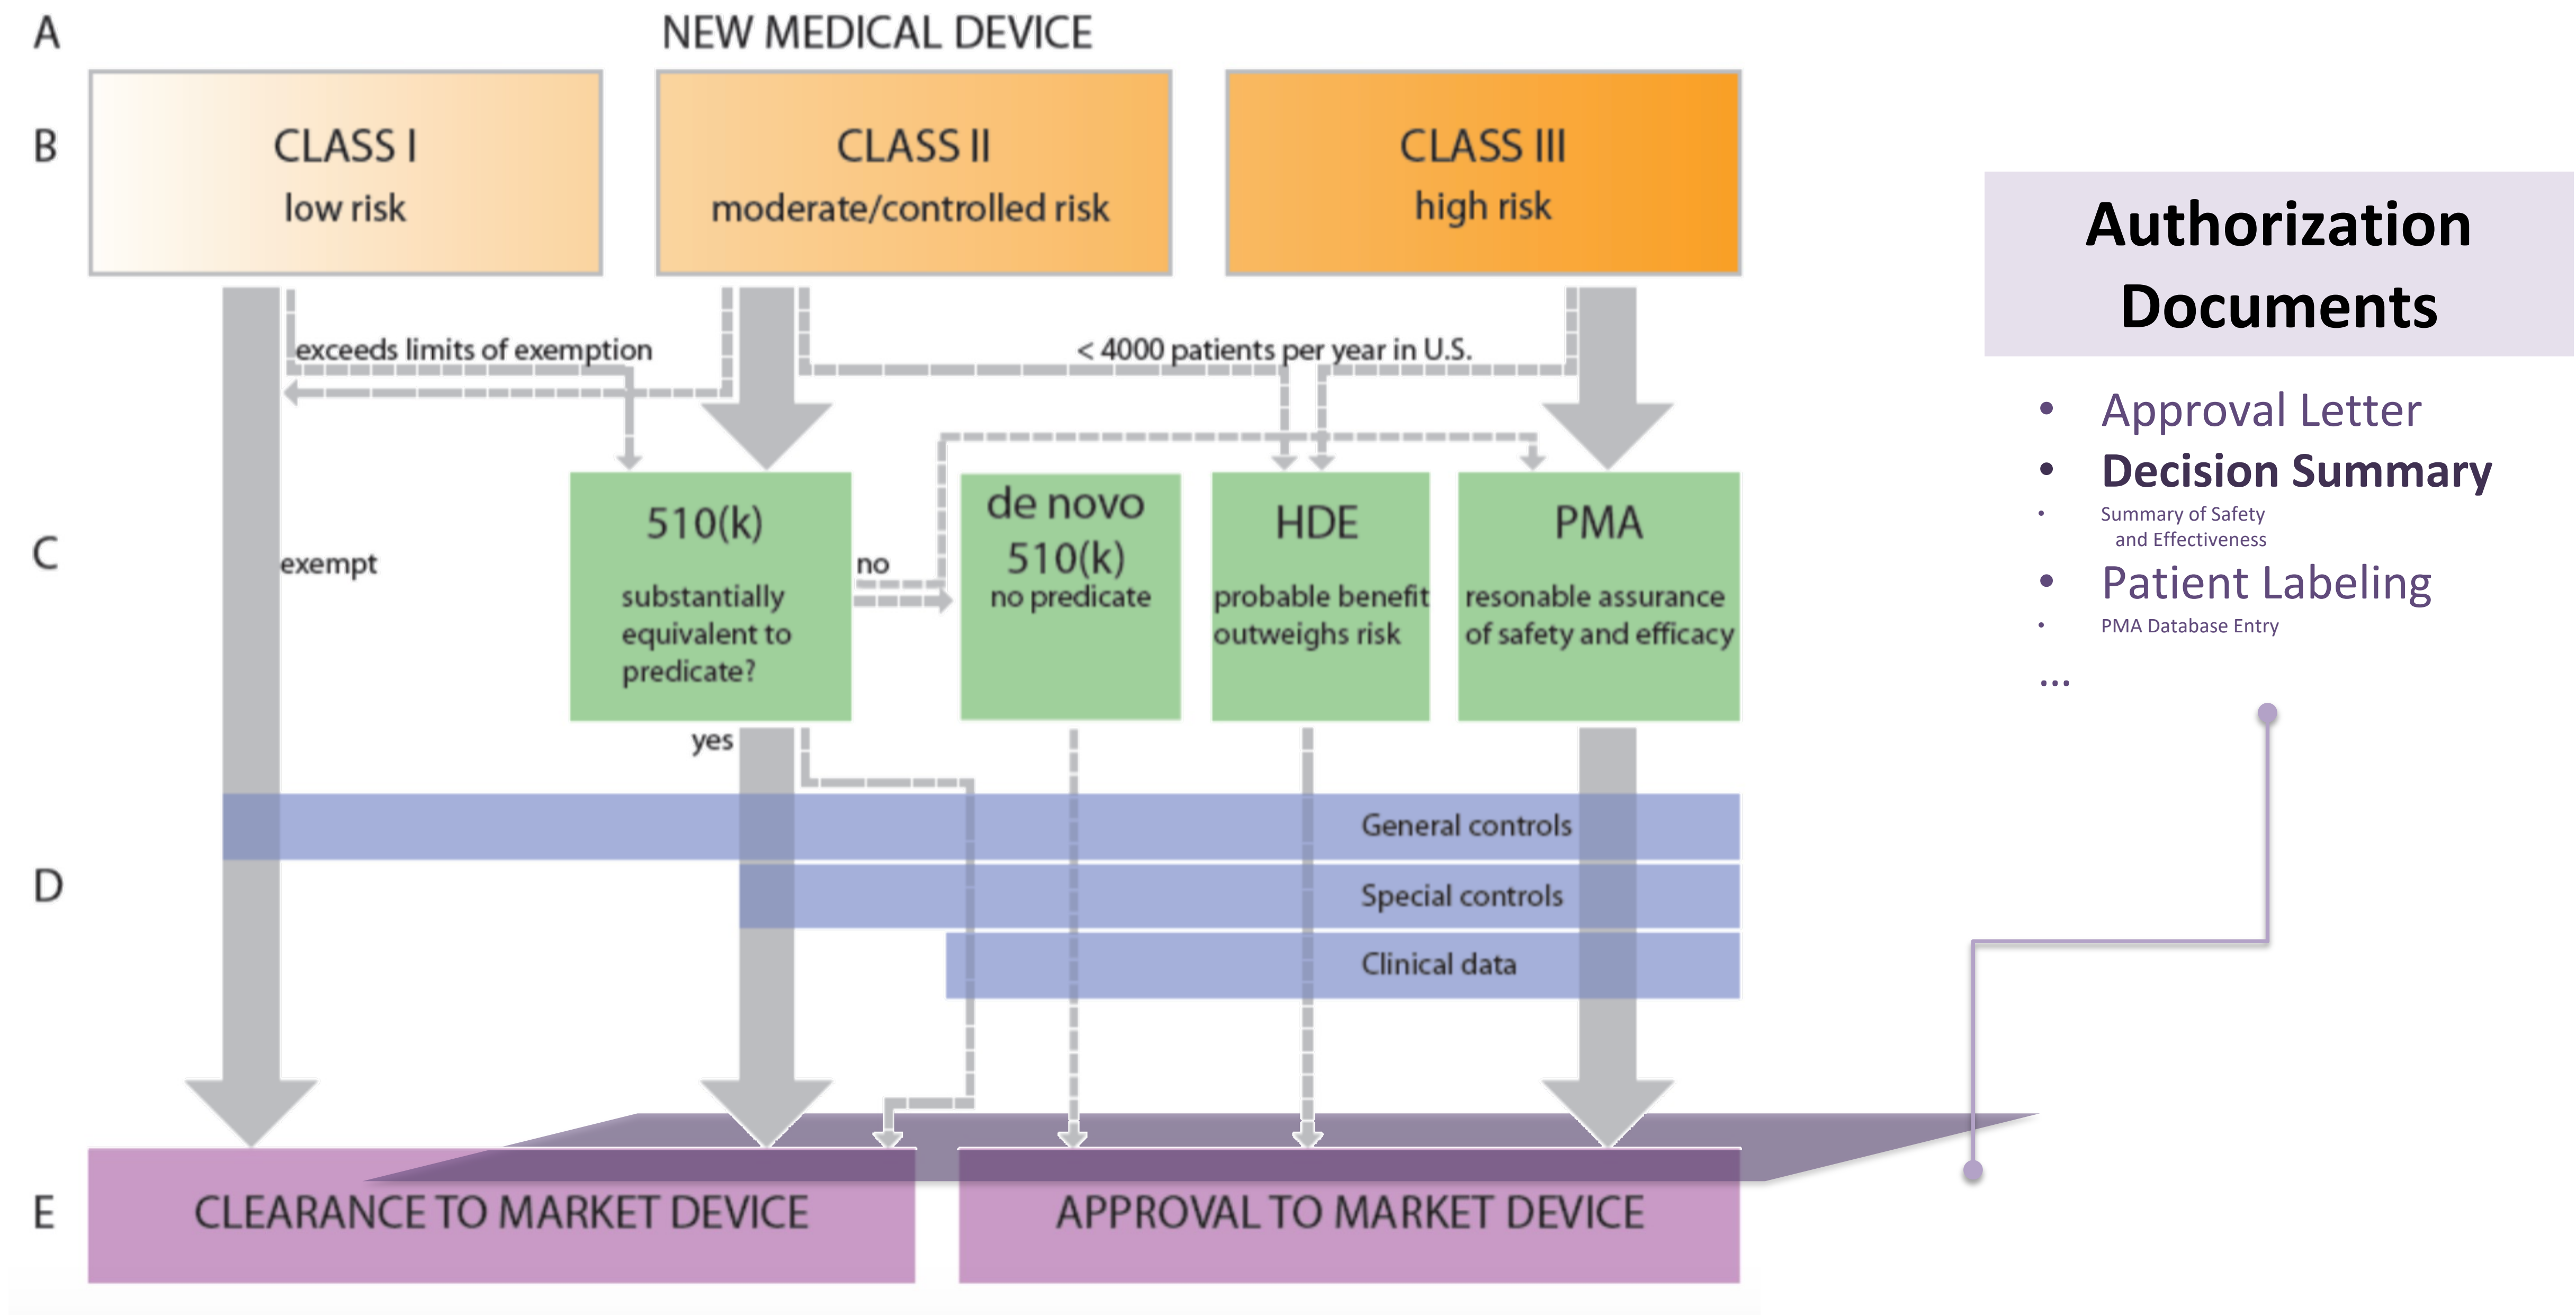 A
NEW MEDICAL DEVICE
B
CLASS I
low risk
CLASS II
moderate/controlled risk
CLASS III
high risk
exceeds limits of exemption
< 4000 patients per year in U.S.
C
exempt
510(k)
substantially
equivalent to
predicate?
no
yes
de novo
510(k)
no predicate
HDE
probable benefit
outweighs risk
PMA
resonable assurance
of safety and efficacy
D
General controls
Special controls
Clinical data
E
CLEARANCE TO MARKET DEVICE
APPROVAL TO MARKET DEVICE
Authorization
Documents
• Approval Letter
• Decision Summary
• Summary of Safety
and Effectiveness
• Patient Labeling
• PMA Database Entry
...